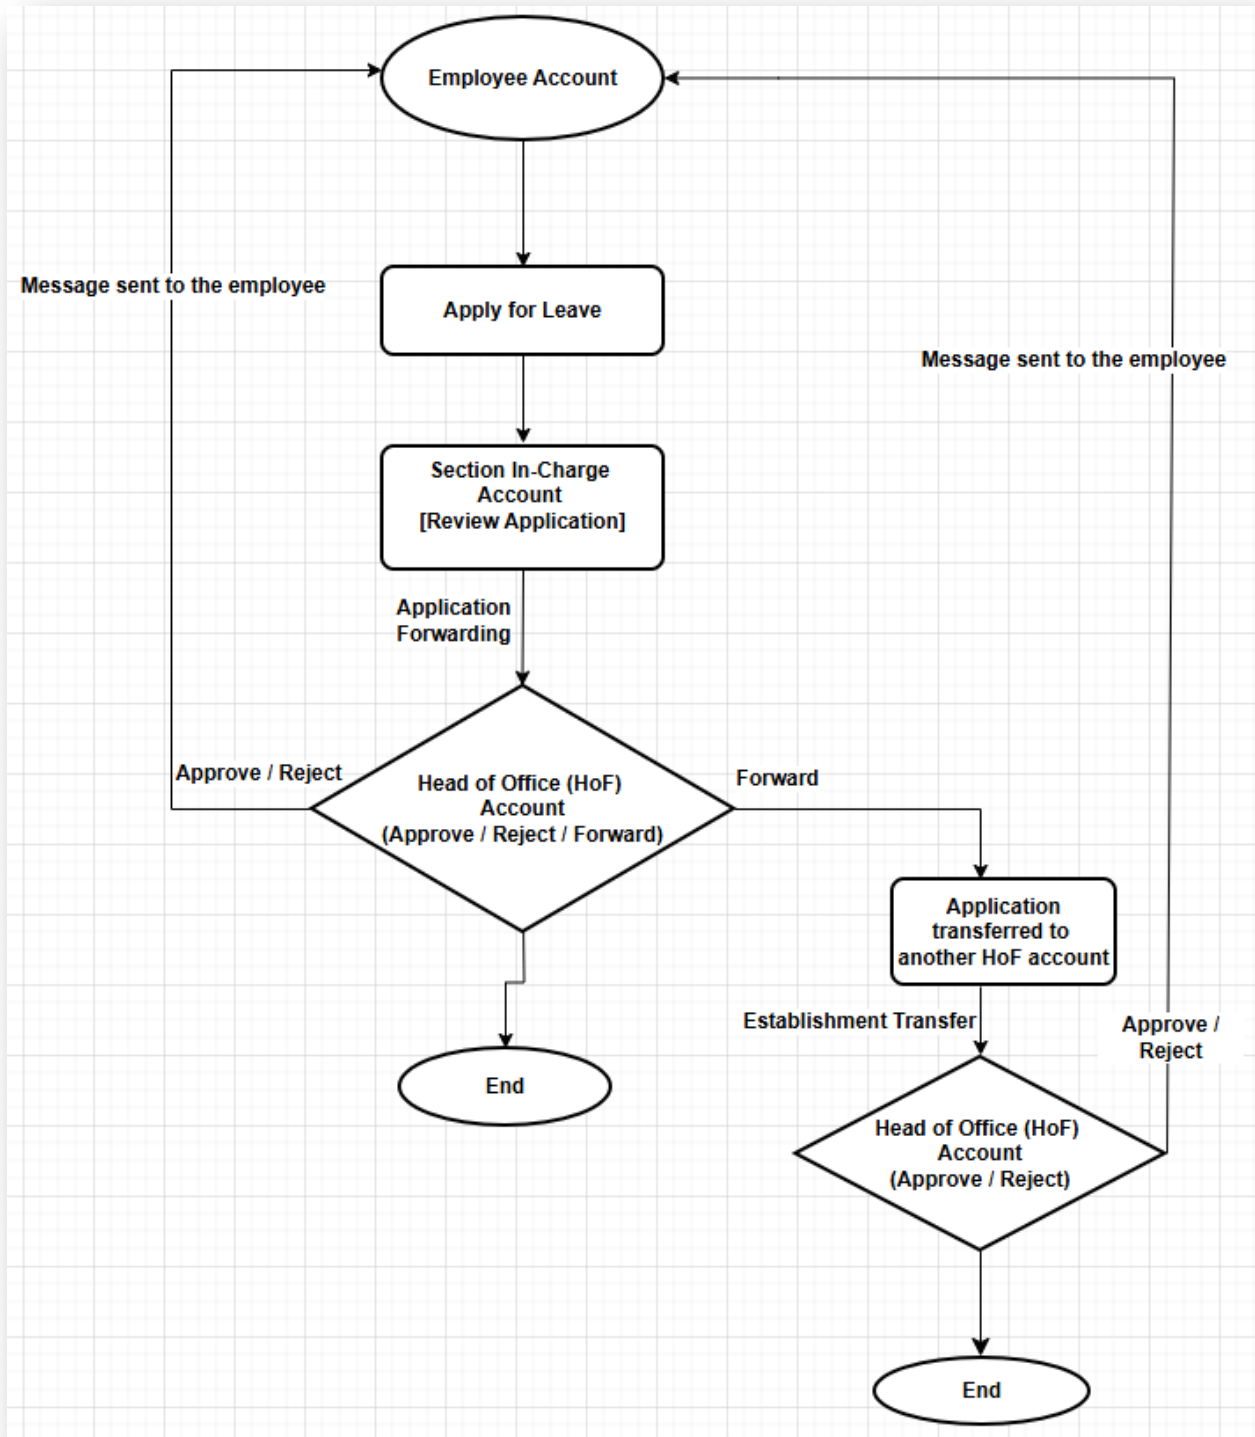 Employee Account
Message sent to the employee
Apply for Leave
Message sent to the employee
Section In-Charge
Account
[Review Application]
Application
Forwarding
Approve / Reject
Head of Office (HoF)
Account
(Approve / Reject / Forward)
Forward
Application
transferred to
another HoF account
Establishment Transfer
Approve /
Reject
End
Head of Office (HoF)
Account
(Approve / Reject)
End